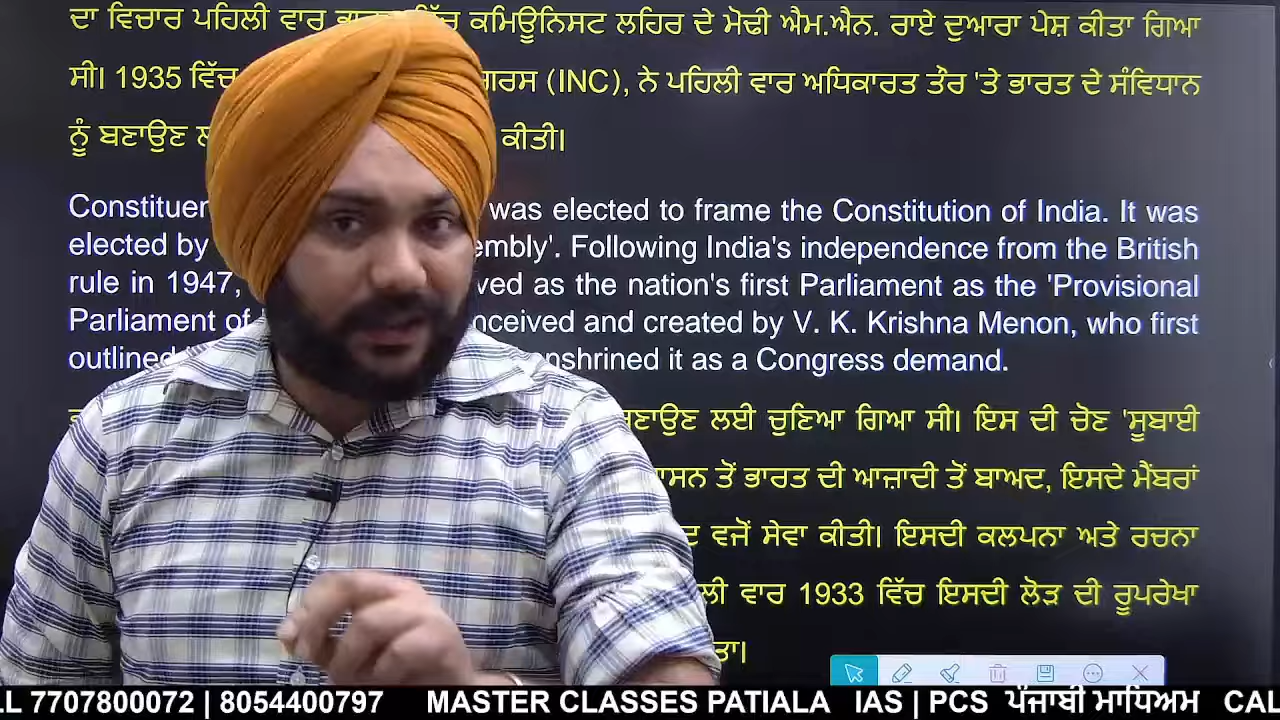 ਦਾ ਵਿਚਾਰ ਪਹਿਲੀ ਵਾਰ ਭਾਰਤ ਵਿੱਚ ਕਮਿਊਨਿਸਟ ਲਹਿਰ ਦੇ ਮੋਢੀ ਐਮ.ਐਨ. ਰਾਏ ਦੁਆਰਾ ਪੇਸ਼ ਕੀਤਾ ਗਿਆ
ਸੀ। 1935 ਵਿੱਚ ਗਰਸ (INC), ਨੇ ਪਹਿਲੀ ਵਾਰ ਅਧਿਕਾਰਤ ਤੌਰ 'ਤੇ ਭਾਰਤ ਦੇ ਸੰਵਿਧਾਨ
ਨੂੰ ਬਣਾਉਣ ਕੀਤੀ।
was elected to frame the Constitution of India. It was
elected by embly'. Following India's independence from the British
rule in 1947, ved as the nation's first Parliament as the 'Provisional
Parliament of nceived and created by V. K. Krishna Menon, who first
outlined enshrined it as a Congress demand.
ਬਣਾਉਣ ਲਈ ਚੁਣਿਆ ਗਿਆ ਸੀ। ਇਸ ਦੀ ਚੋਣ 'ਸੂਬਾਈ
ਸਨ ਤੋਂ ਭਾਰਤ ਦੀ ਆਜ਼ਾਦੀ ਤੋਂ ਬਾਅਦ, ਇਸਦੇ ਮੈਂਬਰਾਂ
ਵਜੋਂ ਸੇਵਾ ਕੀਤੀ। ਇਸਦੀ ਕਲਪਨਾ ਅਤੇ ਰਚਨਾ
ਲੀ ਵਾਰ 1933 ਵਿੱਚ ਇਸਦੀ ਲੋੜ ਦੀ ਰੂਪਰੇਖਾ
ਤਾ।
LL 7707800072 | 8054400797 MASTER CLASSES PATIALA IAS | PCS ਪੰਜਾਬੀ ਮਾਧਿਅਮ CAL